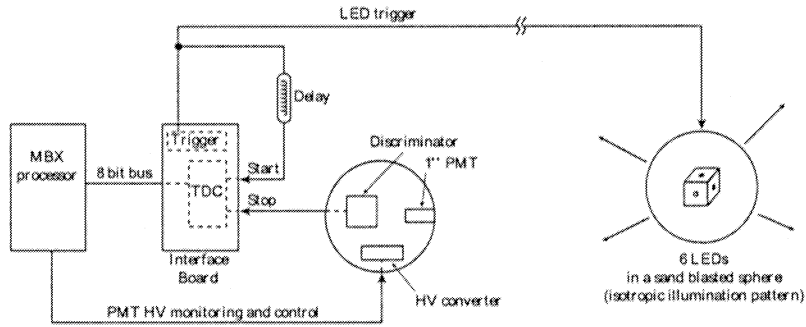 LED trigger
Delay
Trigger
MBX
processor
8 bit bus
TDC
Start
Stop
Discriminator
1'' PMT
Interface
Board
HV converter
PMT HV monitoring and control
6 LEDs
in a sand blasted sphere
(isotropic illumination pattern)